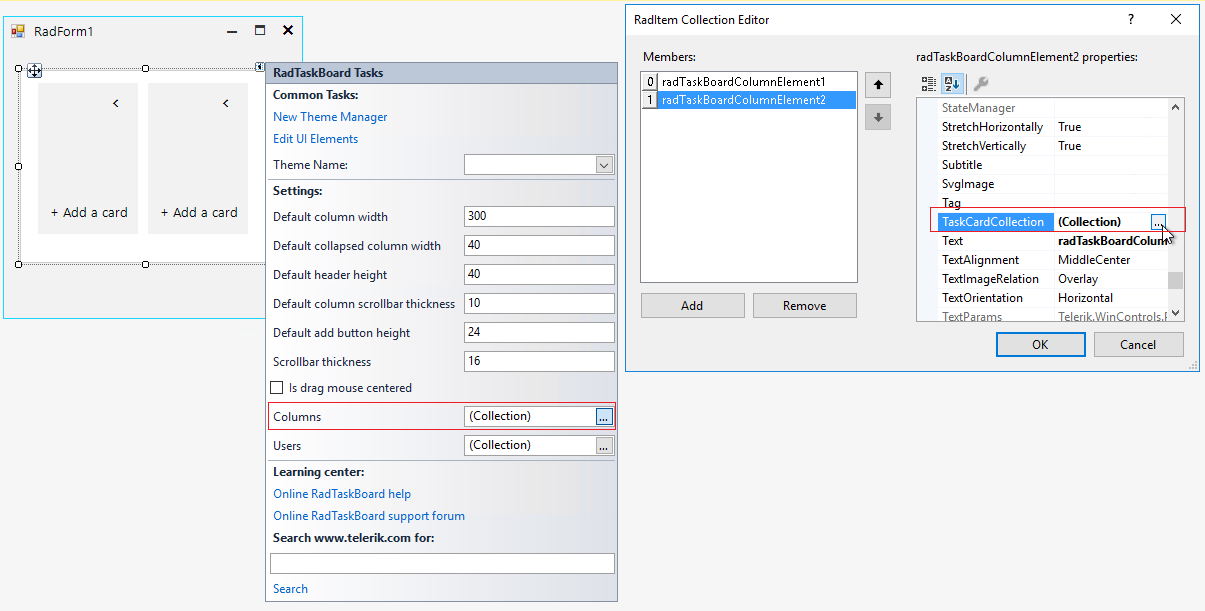 RadForm1
+ Add a card
+ Add a card
RadTaskBoard Tasks
Common Tasks:
New Theme Manager
Edit UI Elements
Theme Name:
Settings:
Default column width 300
Default collapsed column width 40
Default header height 40
Default column scrollbar thickness 10
Default add button height 24
Scrollbar thickness 16
Is drag mouse centered
Columns (Collection) ...
Users (Collection) ...
Learning center:
Online RadTaskBoard help
Online RadTaskBoard support forum
Search www.telerik.com for:
Search
RadItem Collection Editor ?
Members:
0 radTaskBoardColumnElement1
1 radTaskBoardColumnElement2
Add Remove
radTaskBoardColumnElement2 properties:
StateManager
StretchHorizontally True
StretchVertically True
Subtitle
SvgImage
Tag
TaskCardCollection (Collection) ...
Text radTaskBoardColum
TextAlignment MiddleCenter
TextImageRelation Overlay
TextOrientation Horizontal
TextParams Telerik.WinControls.
OK Cancel